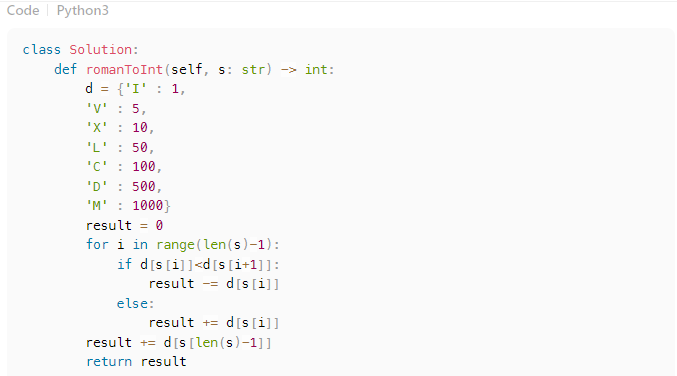 Code | Python3
class Solution:
    def romanToInt(self, s: str) -> int:
        d = {'I' : 1,
        'V' : 5,
        'X' : 10,
        'L' : 50,
        'C' : 100,
        'D' : 500,
        'M' : 1000}
        result = 0
        for i in range(len(s)-1):
            if d[s[i]]<d[s[i+1]]:
                result -= d[s[i]]
            else:
                result += d[s[i]]
        result += d[s[len(s)-1]]
        return result